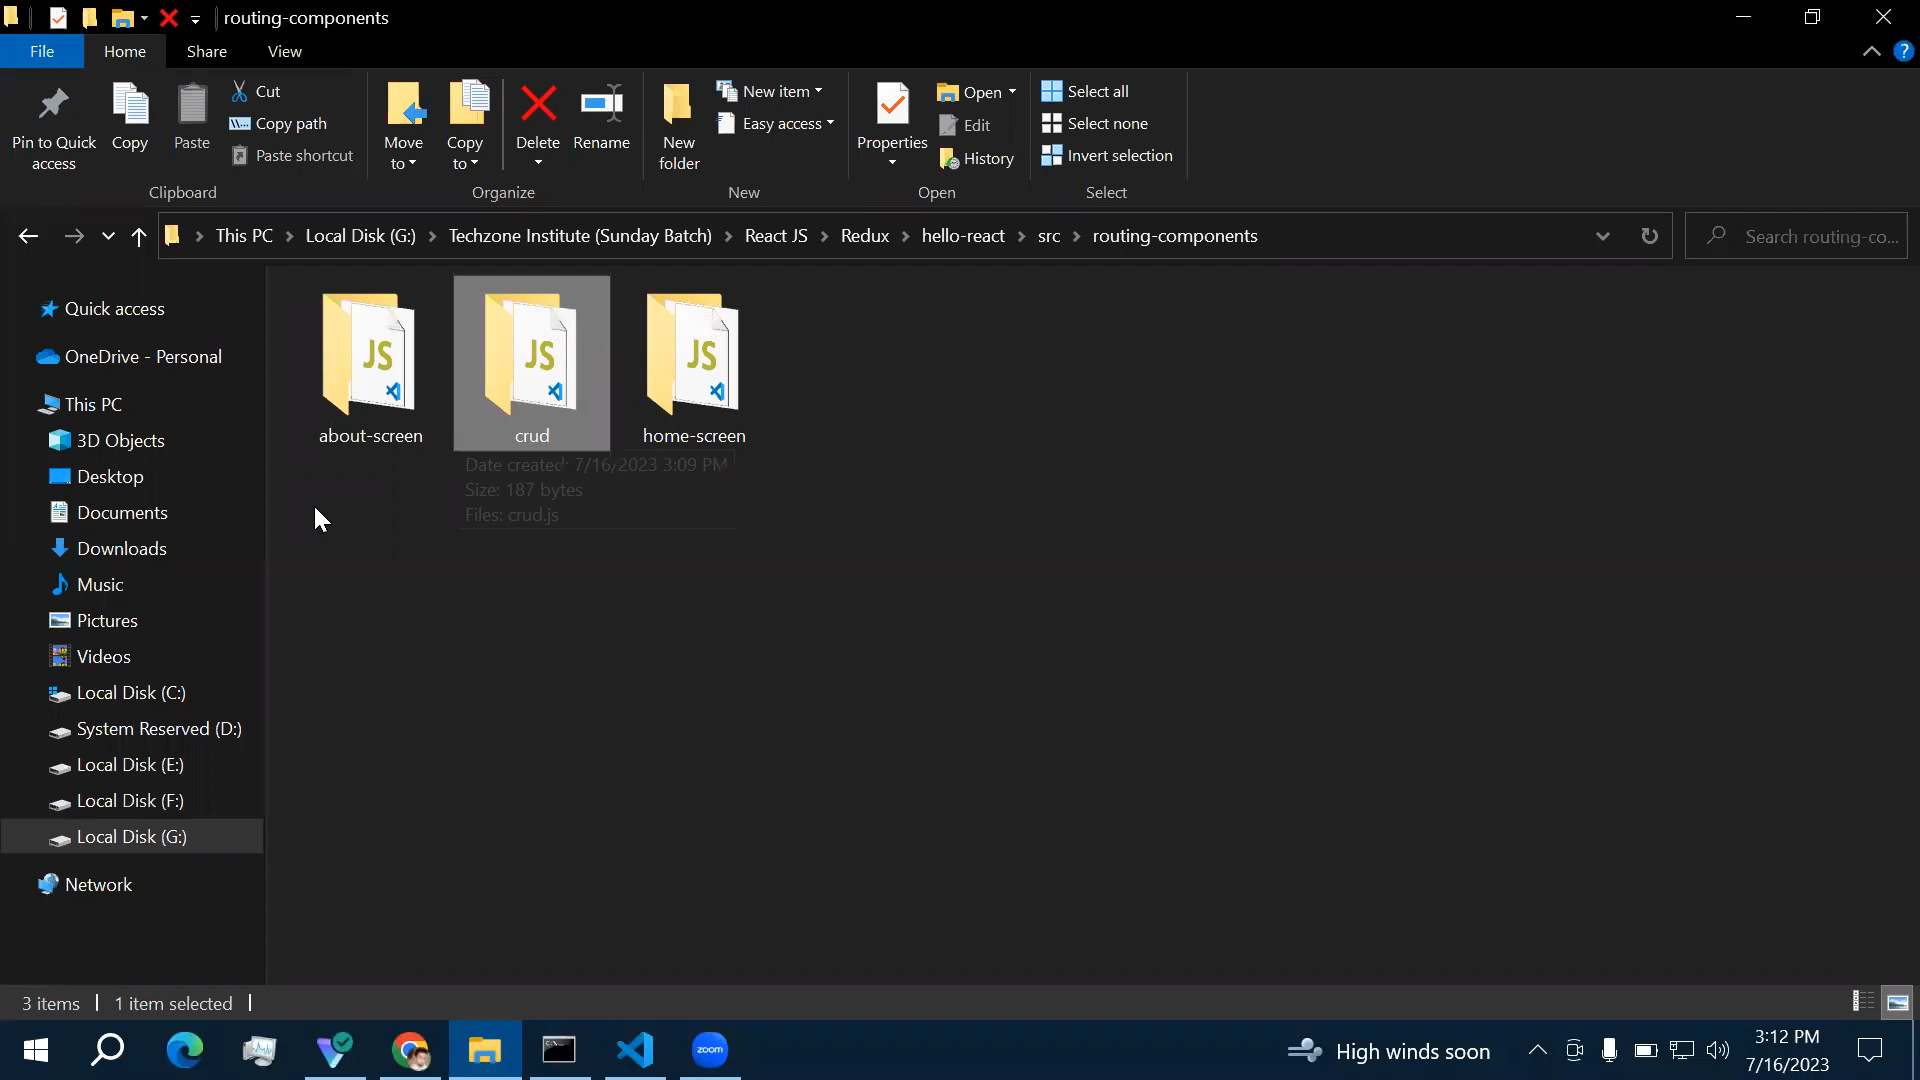 routing-components
File Home Share View
Pin to Quick access
Copy
Paste
Cut
Copy path
Paste shortcut
Clipboard
Move to
Copy to
Delete
Rename
Organize
New folder
New item
Easy access
New
Properties
Open
Edit
History
Open
Select all
Select none
Invert selection
Select
This PC Local Disk (G:) Techzone Institute (Sunday Batch) React JS Redux hello-react src routing-components
Search routing-co...
Quick access
OneDrive - Personal
This PC
3D Objects
Desktop
Documents
Downloads
Music
Pictures
Videos
Local Disk (C:)
System Reserved (D:)
Local Disk (E:)
Local Disk (F:)
Local Disk (G:)
Network
JS JS JS
about-screen crud home-screen
Date created: 7/16/2023 3:09 PM
Size: 187 bytes
Files: crud.js
3 items 1 item selected
zoom
High winds soon
3:12 PM
7/16/2023